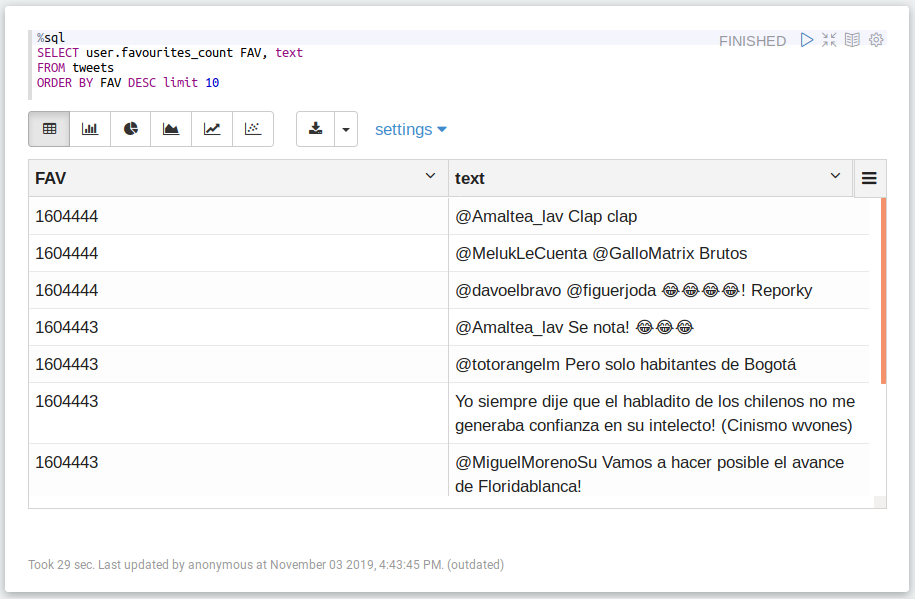 %sql
SELECT user.favourites_count FAV, text
FROM tweets
ORDER BY FAV DESC limit 10
FINISHED
settings
FAV text
1604444 @Amaltea_lav Clap clap
1604444 @MelukLeCuenta @GalloMatrix Brutos
1604444 @davoelbravo @figuerjoda 😂😂😂😂! Reporky
1604443 @Amaltea_lav Se nota! 😂😂😂
1604443 @totorangelm Pero solo habitantes de Bogotá
1604443 Yo siempre dije que el habladito de los chilenos no me
generaba confianza en su intelecto! (Cinismo wvones)
1604443 @MiguelMorenoSu Vamos a hacer posible el avance
de Floridablanca!
Took 29 sec. Last updated by anonymous at November 03 2019, 4:43:45 PM. (outdated)